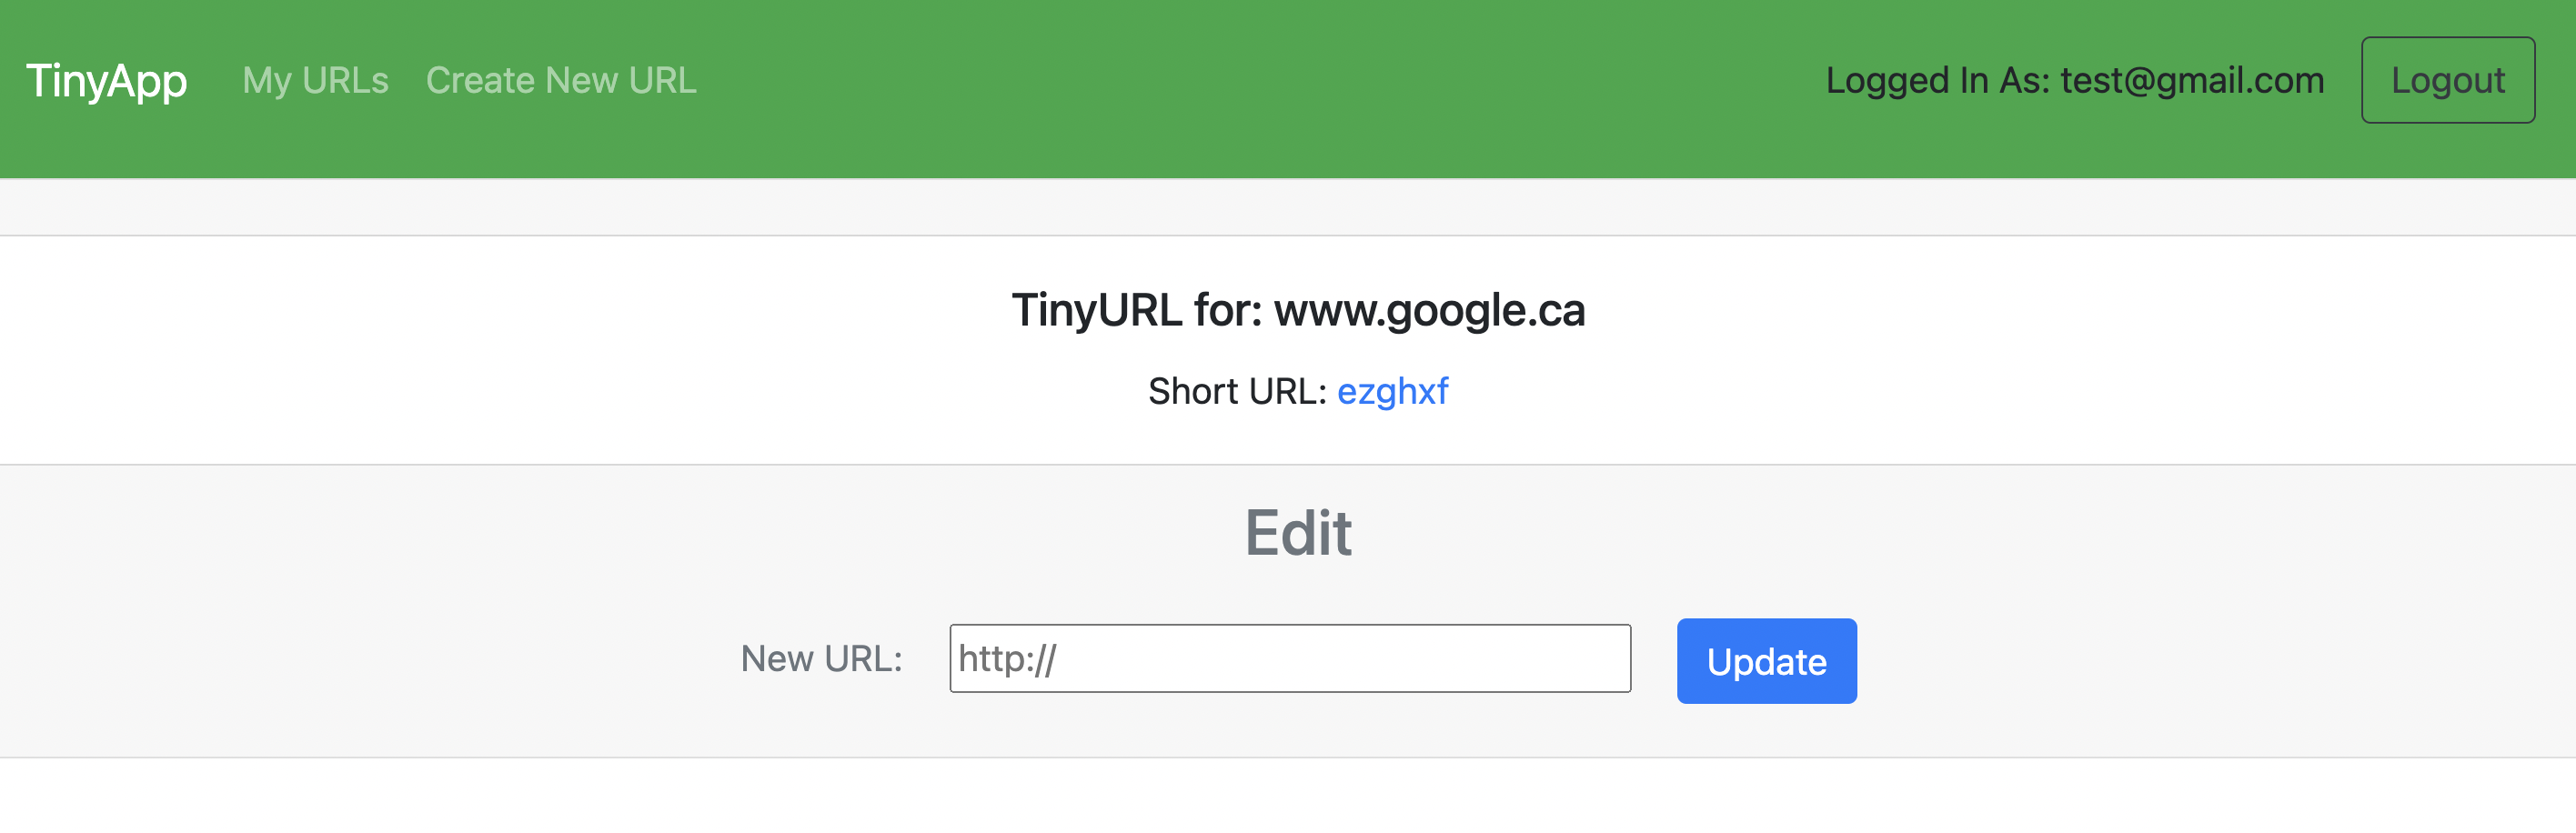 TinyApp My URLs Create New URL Logged In As: test@gmail.com Logout
TinyURL for: www.google.ca
Short URL: ezghxf
Edit
New URL: http:// Update